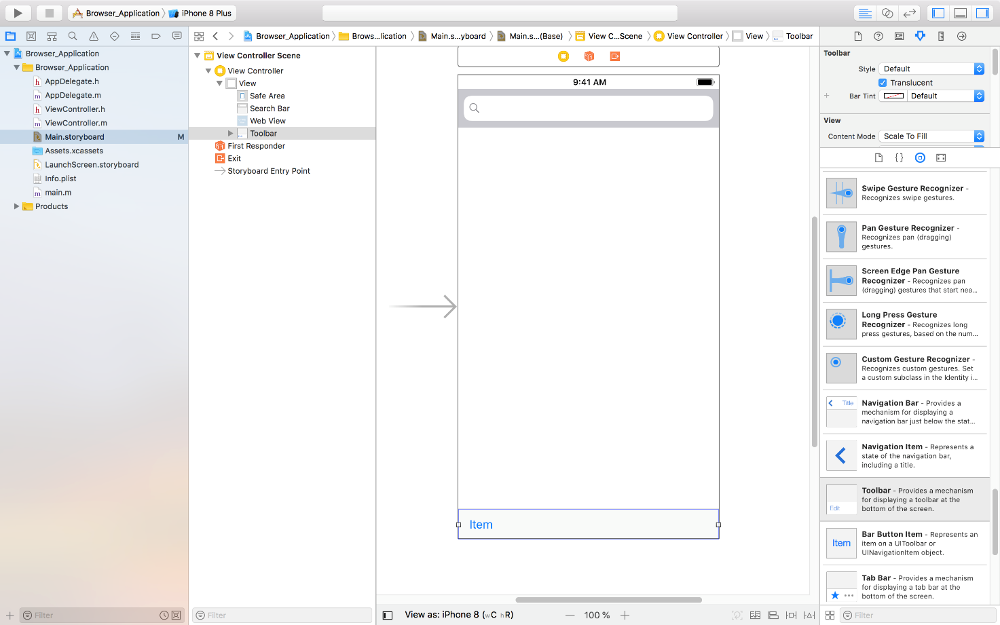 Browser_Application
iPhone 8 Plus
Browser_Application
Brows...lication
Main.s...yboard
Main.s...(Base)
View C...Scene
View Controller
View
Toolbar
Browser_Application
Browser_Application
h AppDelegate.h
m AppDelegate.m
h ViewController.h
m ViewController.m
Main.storyboard M
Assets.xcassets
LaunchScreen.storyboard
Info.plist
m main.m
Products
Filter
View Controller Scene
View Controller
View
Safe Area
Search Bar
Web View
Toolbar
First Responder
Exit
Storyboard Entry Point
Filter
9:41 AM
Item
View as: iPhone 8 (wC hR)
— 100 % +
Toolbar
Style Default
Translucent
+ Bar Tint Default
View
Content Mode Scale To Fill
{ }
Swipe Gesture Recognizer -
Recognizes swipe gestures.
Pan Gesture Recognizer -
Recognizes pan (dragging)
gestures.
Screen Edge Pan Gesture
Recognizer - Recognizes pan
(dragging) gestures that start nea...
Long Press Gesture
Recognizer - Recognizes long
press gestures, based on the num...
Custom Gesture Recognizer -
Recognizes custom gestures. Set
a custom subclass in the Identity i...
Title
Navigation Bar - Provides a
mechanism for displaying a
navigation bar just below the stat...
Navigation Item - Represents a
state of the navigation bar,
including a title.
Edit
Toolbar - Provides a mechanism
for displaying a toolbar at the
bottom of the screen.
Item
Bar Button Item - Represents an
item on a UIToolbar or
UINavigationItem object.
Tab Bar - Provides a mechanism
for displaying a tab bar at the
bottom of the screen.
Filter